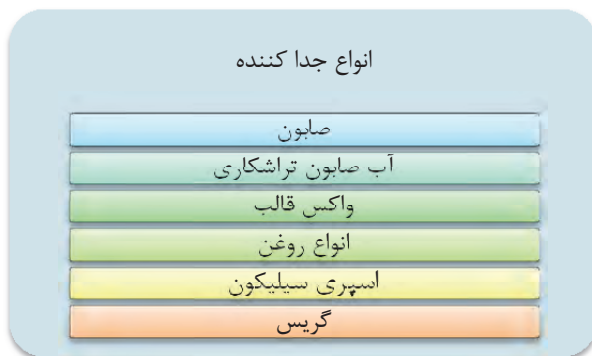 انواع جدا کننده
صابون
آب صابون تراشکاری
واکس قالب
انواع روغن
اسپری سیلیکون
گریس